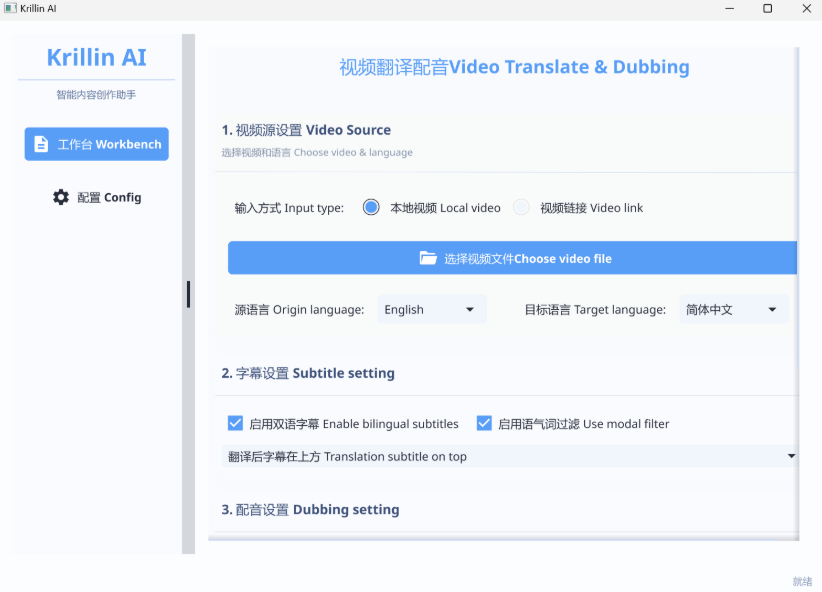 Krillin AI
Krillin AI
智能内容创作助手
工作台 Workbench
配置 Config
视频翻译配音Video Translate & Dubbing
1. 视频源设置 Video Source
选择视频和语言 Choose video & language
输入方式 Input type: 本地视频 Local video 视频链接 Video link
选择视频文件Choose video file
源语言 Origin language: English 目标语言 Target language: 简体中文
2. 字幕设置 Subtitle setting
启用双语字幕 Enable bilingual subtitles 启用语气词过滤 Use modal filter
翻译后字幕在上方 Translation subtitle on top
3. 配音设置 Dubbing setting
就绪